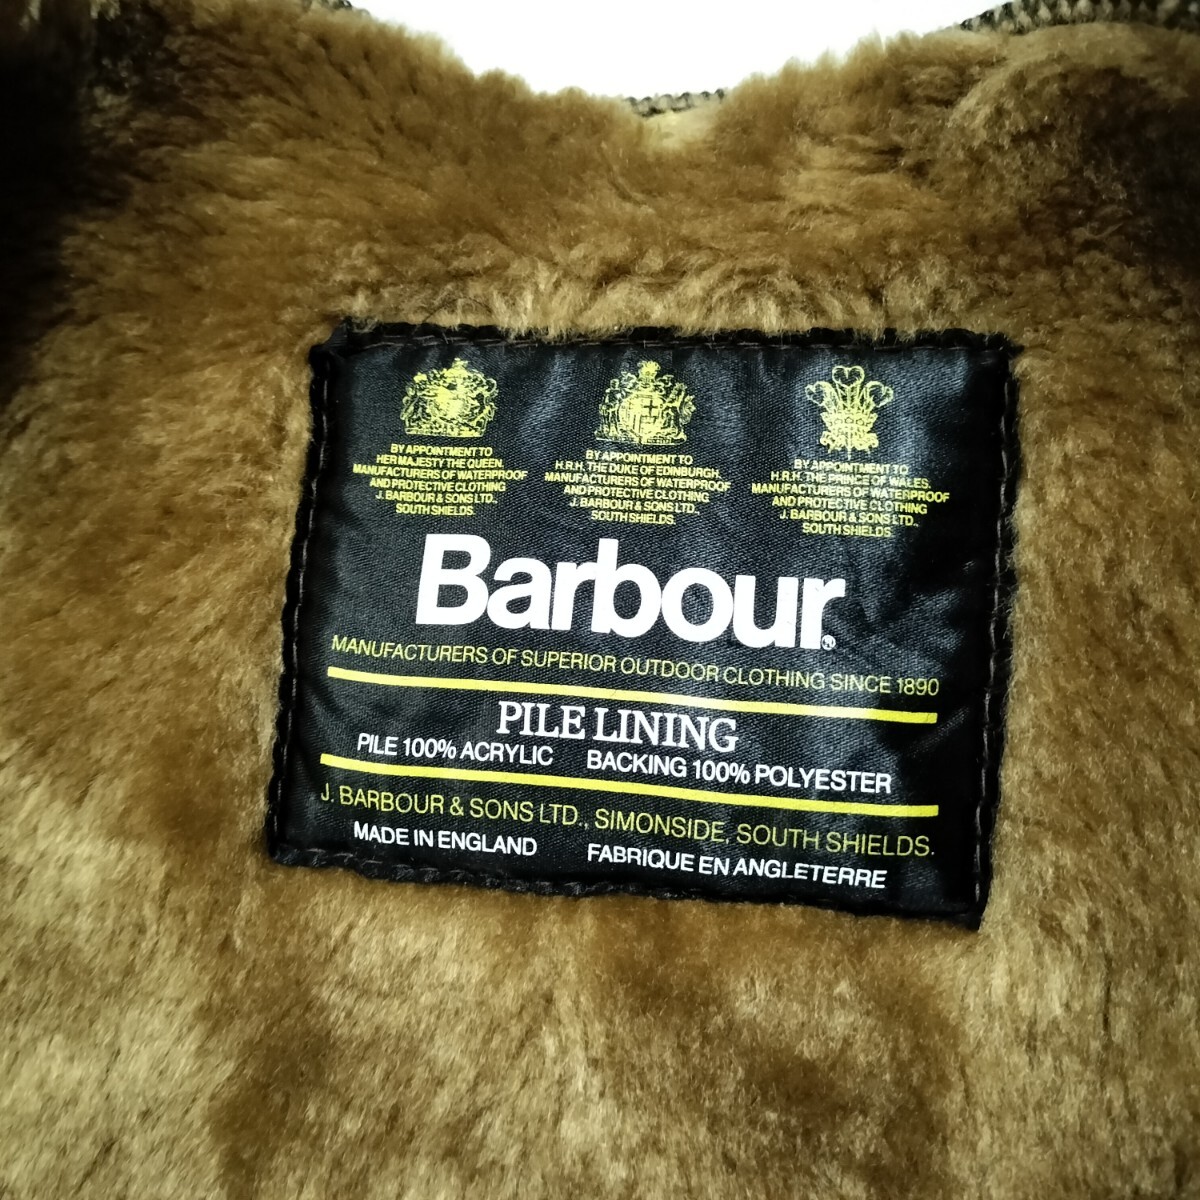 BY APPOINTMENT TO
HER MAJESTY THE QUEEN.
MANUFACTURERS OF WATERPROOF
AND PROTECTIVE CLOTHING
J. BARBOUR & SONS LTD.,
SOUTH SHIELDS.
BY APPOINTMENT TO
H.R.H. THE DUKE OF EDINBURGH.
MANUFACTURERS OF WATERPROOF
AND PROTECTIVE CLOTHING
J. BARBOUR & SONS LTD.,
SOUTH SHIELDS.
BY APPOINTMENT TO
H.R.H. THE PRINCE OF WALES.
MANUFACTURERS OF WATERPROOF
AND PROTECTIVE CLOTHING
J. BARBOUR & SONS LTD.,
SOUTH SHIELDS.
Barbour
MANUFACTURERS OF SUPERIOR OUTDOOR CLOTHING SINCE 1890
PILE LINING
PILE 100% ACRYLIC BACKING 100% POLYESTER
J. BARBOUR & SONS LTD., SIMONSIDE, SOUTH SHIELDS.
MADE IN ENGLAND FABRIQUE EN ANGLETERRE